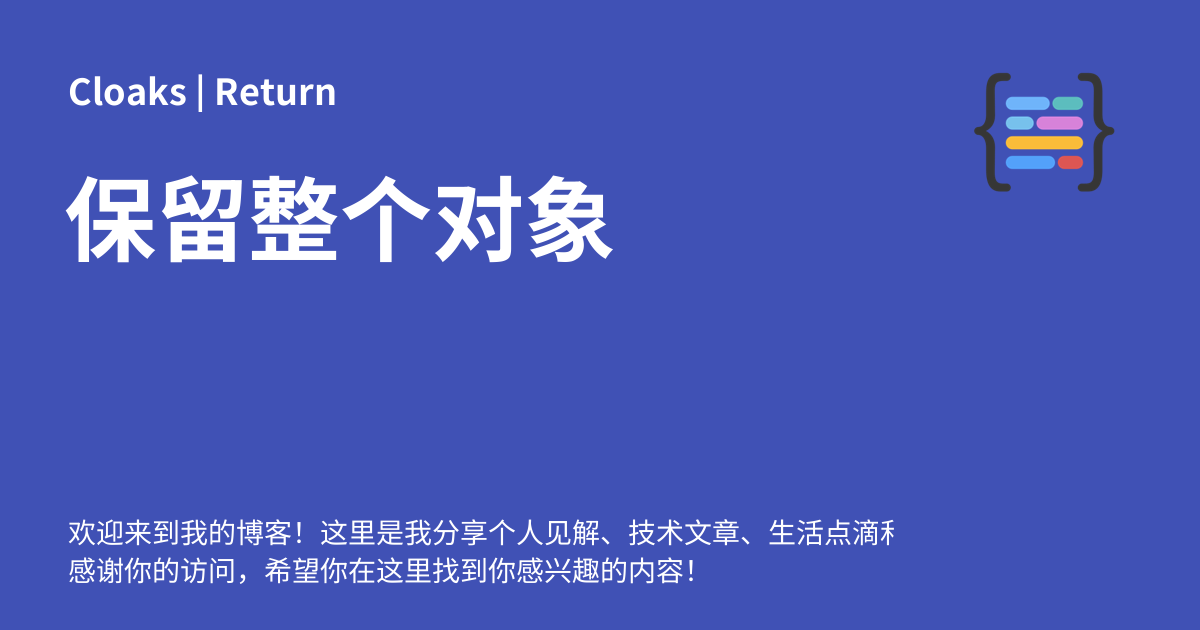 Cloaks | Return
保留整个对象
欢迎来到我的博客！这里是我分享个人见解、技术文章、生活点滴
感谢你的访问，希望你在这里找到你感兴趣的内容！